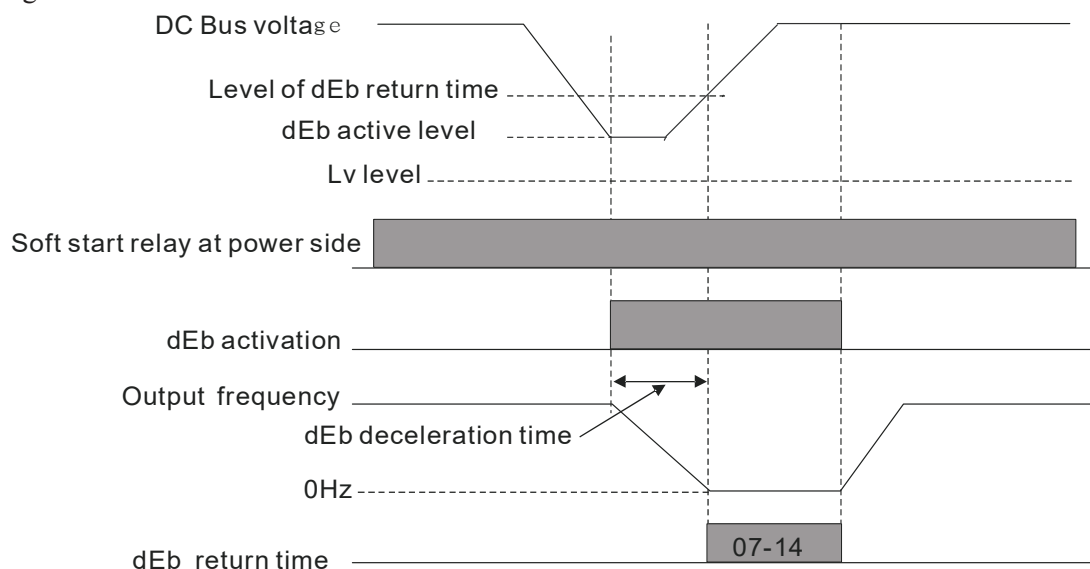 DC Bus voltage
Level of dEb return time
dEb active level
Lv level
Soft start relay at power side
dEb activation
Output frequency
dEb deceleration time
0Hz
07-14
dEb return time